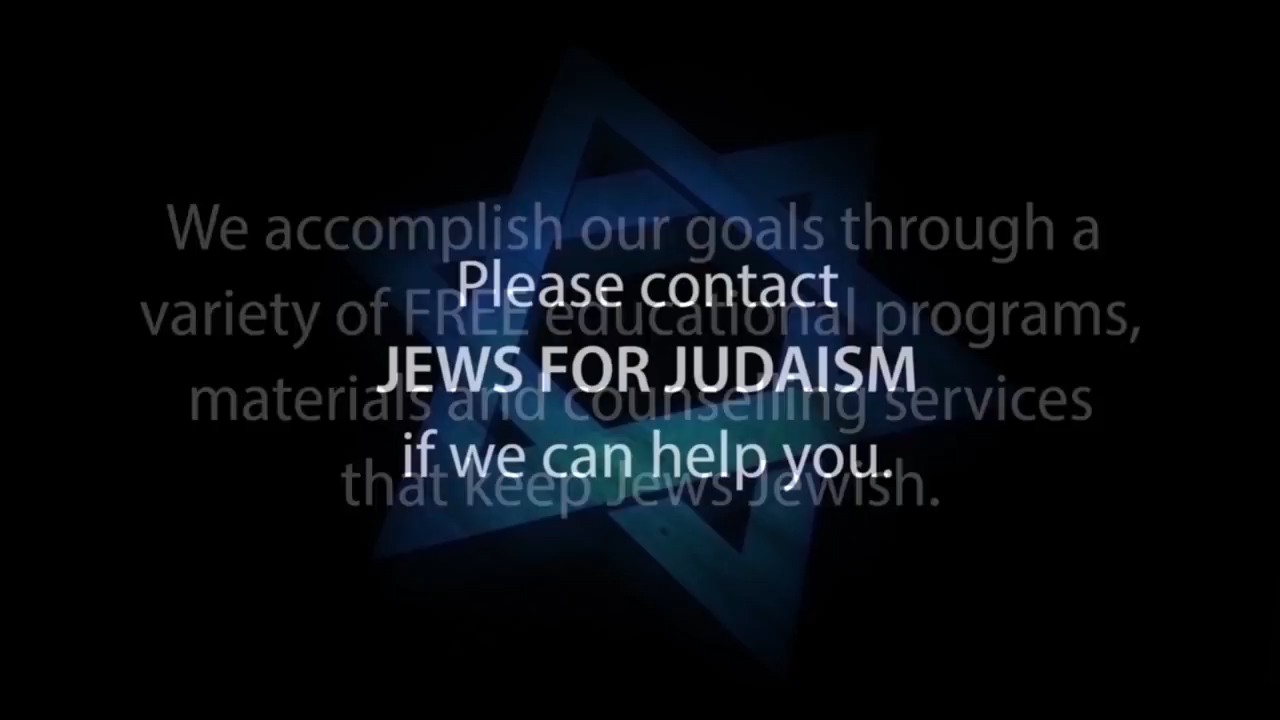 We accomplish our goals through a
variety of FREE educational programs,
materials and counselling services
that keep Jews Jewish.
Please contact
JEWS FOR JUDAISM
if we can help you.